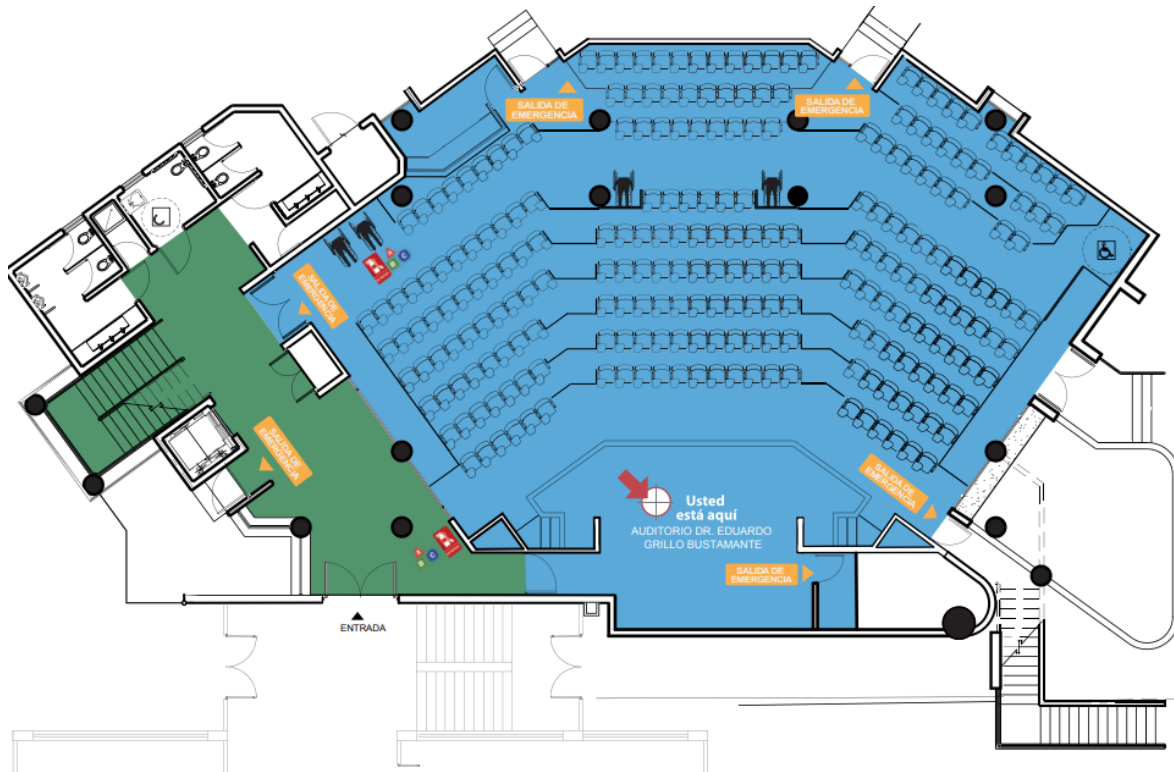 SALIDA DE
EMERGENCIA
SALIDA DE
EMERGENCIA
SALIDA DE
EMERGENCIA
A
C
SALIDA DE
EMERGENCIA
SALIDA DE
EMERGENCIA
Usted
está aquí
AUDITORIO DR. EDUARDO
GRILLO BUSTAMANTE
A
C
SALIDA DE
EMERGENCIA
ENTRADA